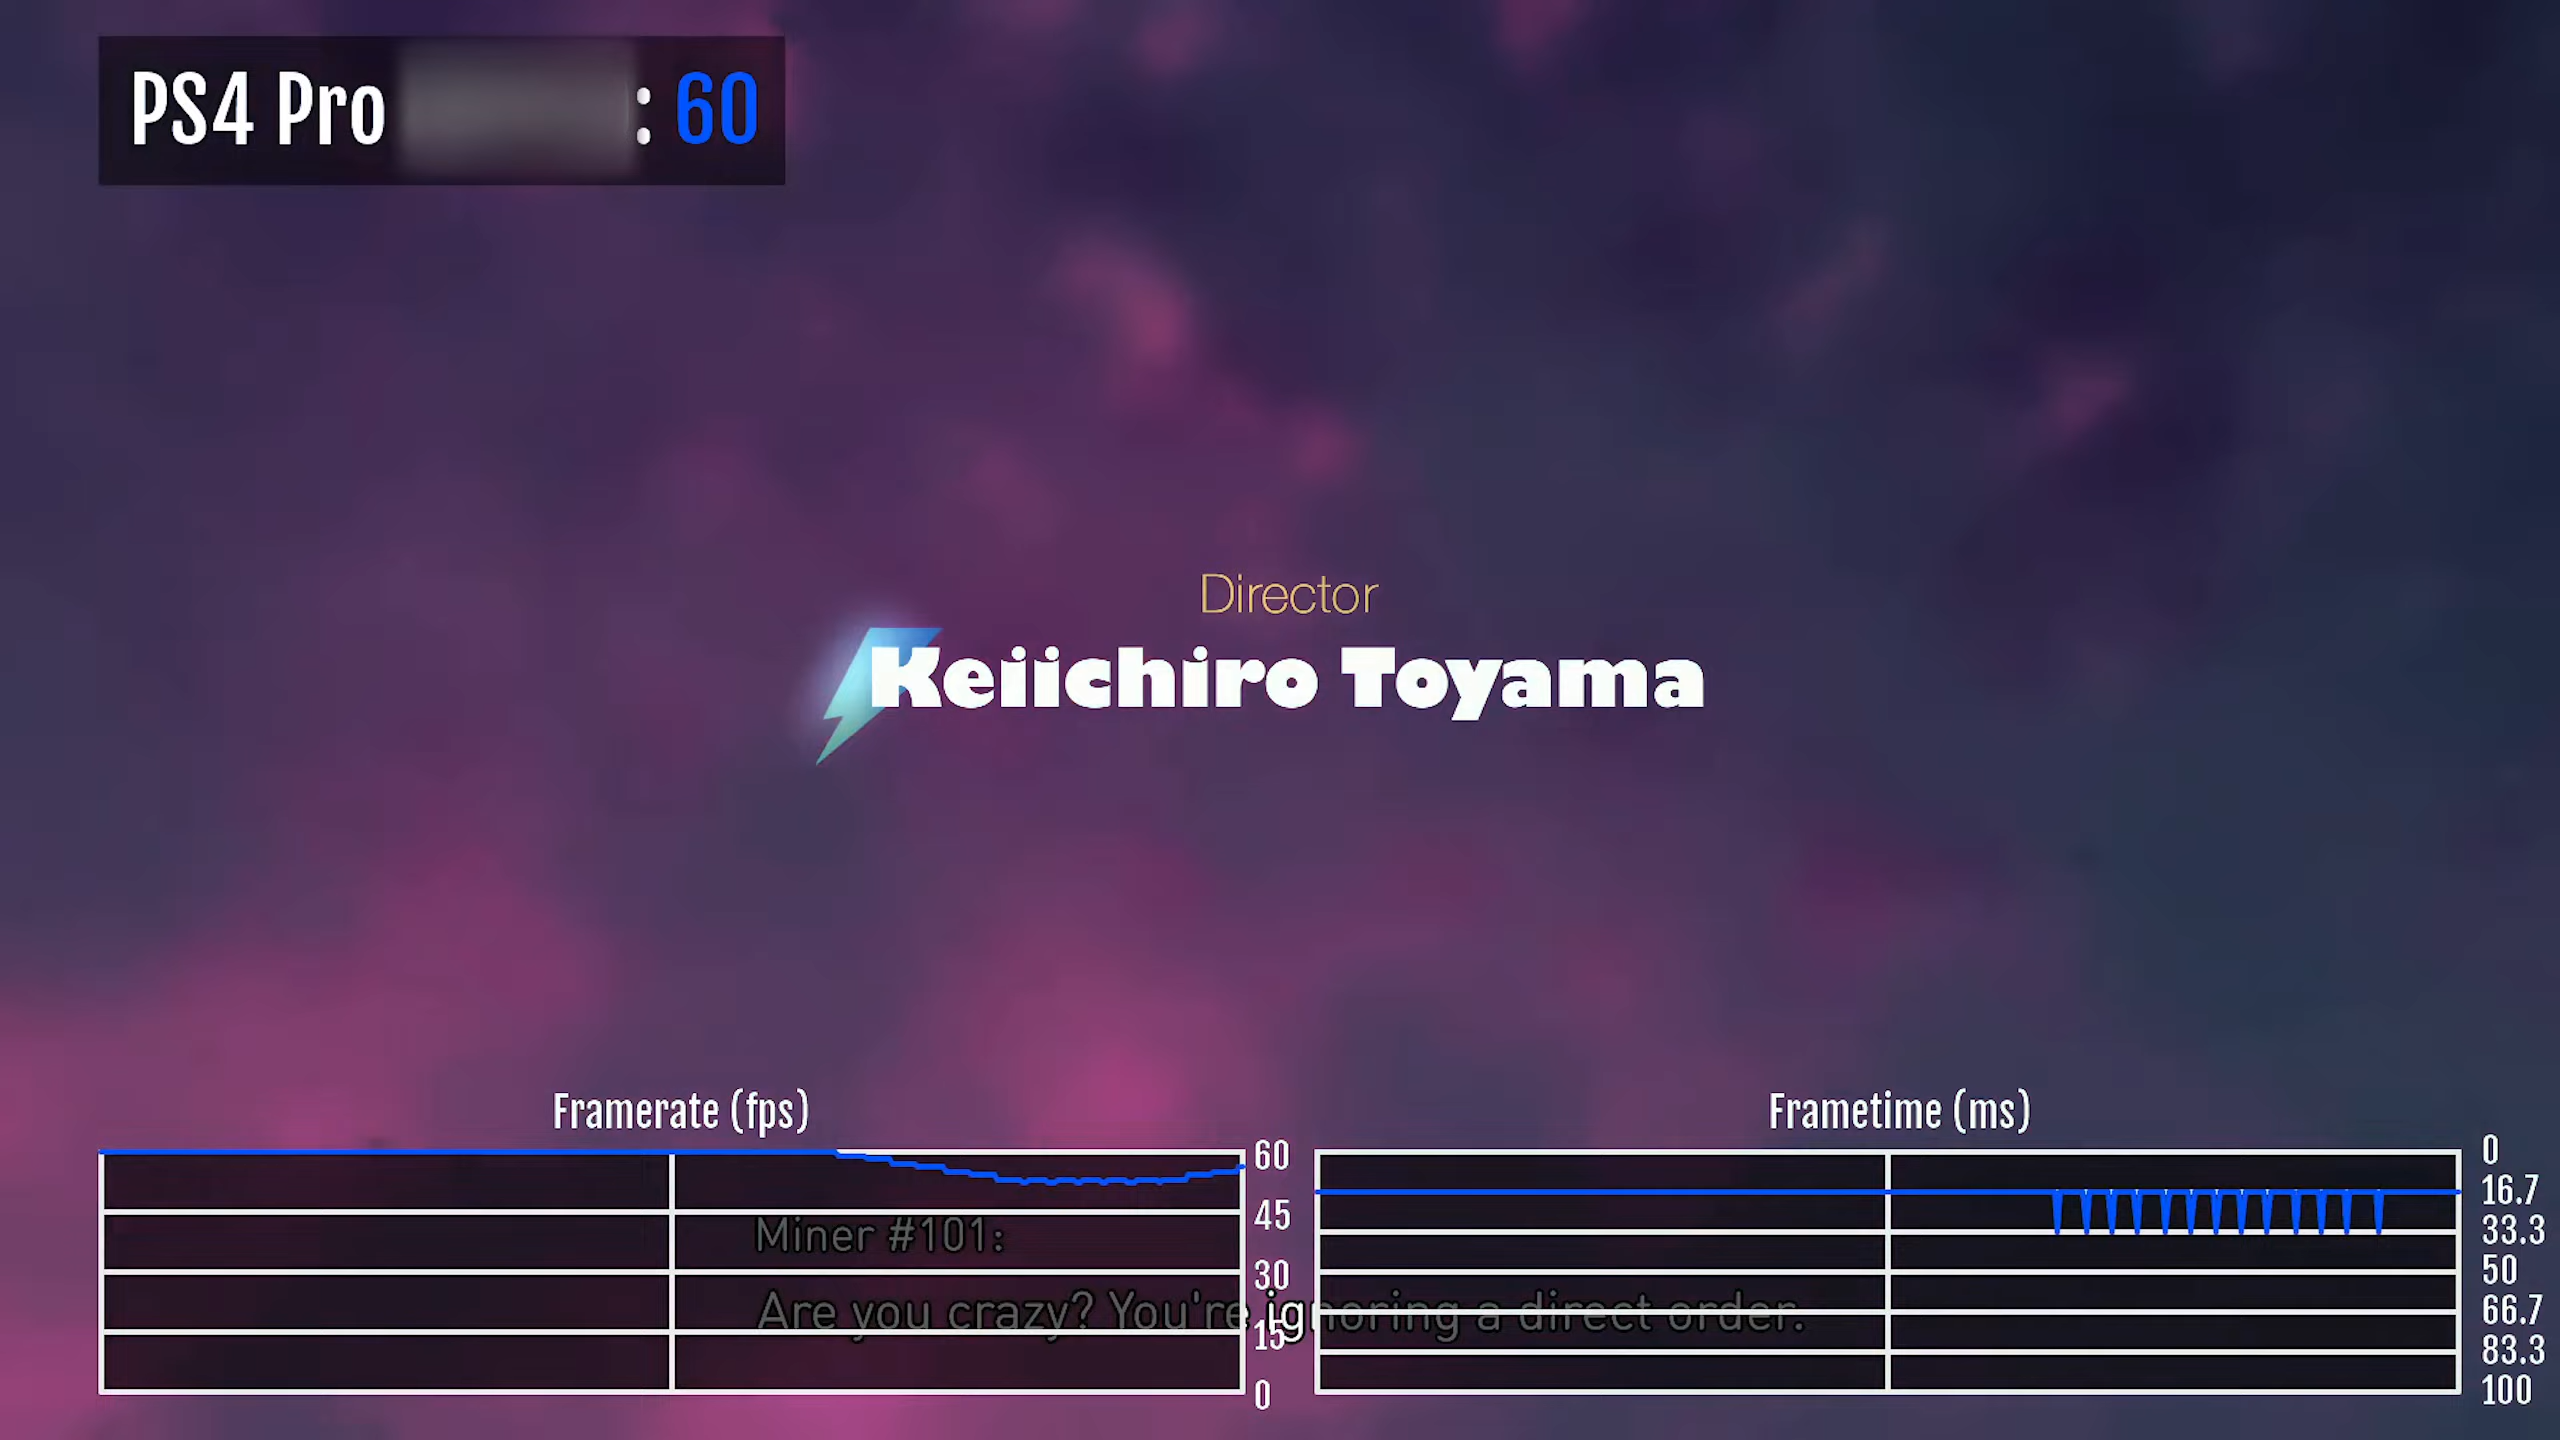 PS4 Pro : 60
Director
Keiichiro Toyama
Framerate (fps)
60
45
30
15
0
Frametime (ms)
0
16.7
33.3
50
66.7
83.3
100
Miner #101:
Are you crazy? You're ignoring a direct order.